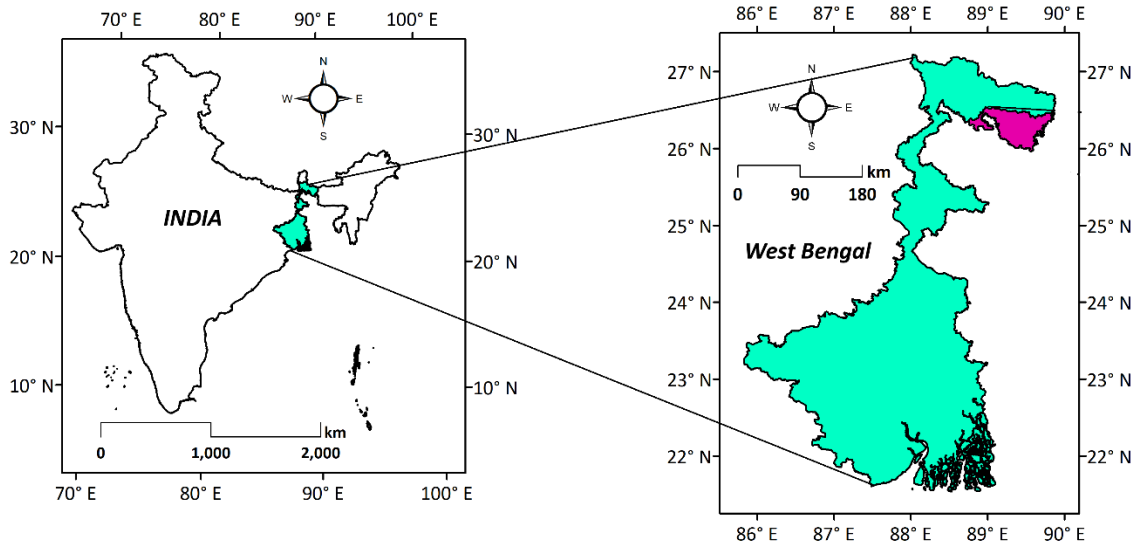 70° E 80° E 90° E 100° E
N
W E
S
30° N 30° N
INDIA
20° N 20° N
10° N 10° N
km
0 1,000 2,000
70° E 80° E 90° E 100° E
86° E 87° E 88° E 89° E 90° E
27° N 27° N
N
W E
S
26° N 26° N
km
0 90 180
25° N 25° N
West Bengal
24° N 24° N
23° N 23° N
22° N 22° N
86° E 87° E 88° E 89° E 90° E